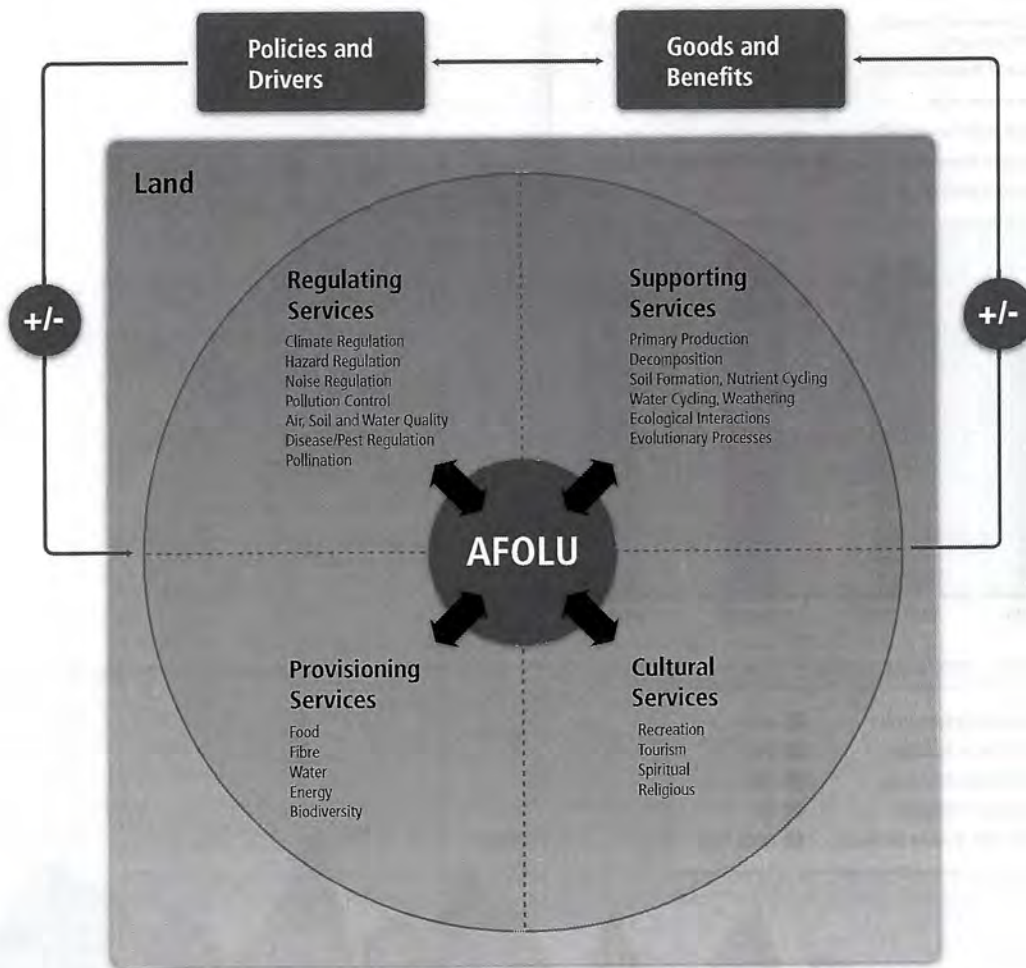 Policies and
Drivers
Goods and
Benefits
Land
+/-
+/-
Regulating
Services
Climate Regulation
Hazard Regulation
Noise Regulation
Pollution Control
Air, Soil and Water Quality
Disease/Pest Regulation
Pollination
Supporting
Services
Primary Production
Decomposition
Soil Formation, Nutrient Cycling
Water Cycling, Weathering
Ecological Interactions
Evolutionary Processes
AFOLU
Provisioning
Services
Food
Fibre
Water
Energy
Biodiversity
Cultural
Services
Recreation
Tourism
Spiritual
Religious